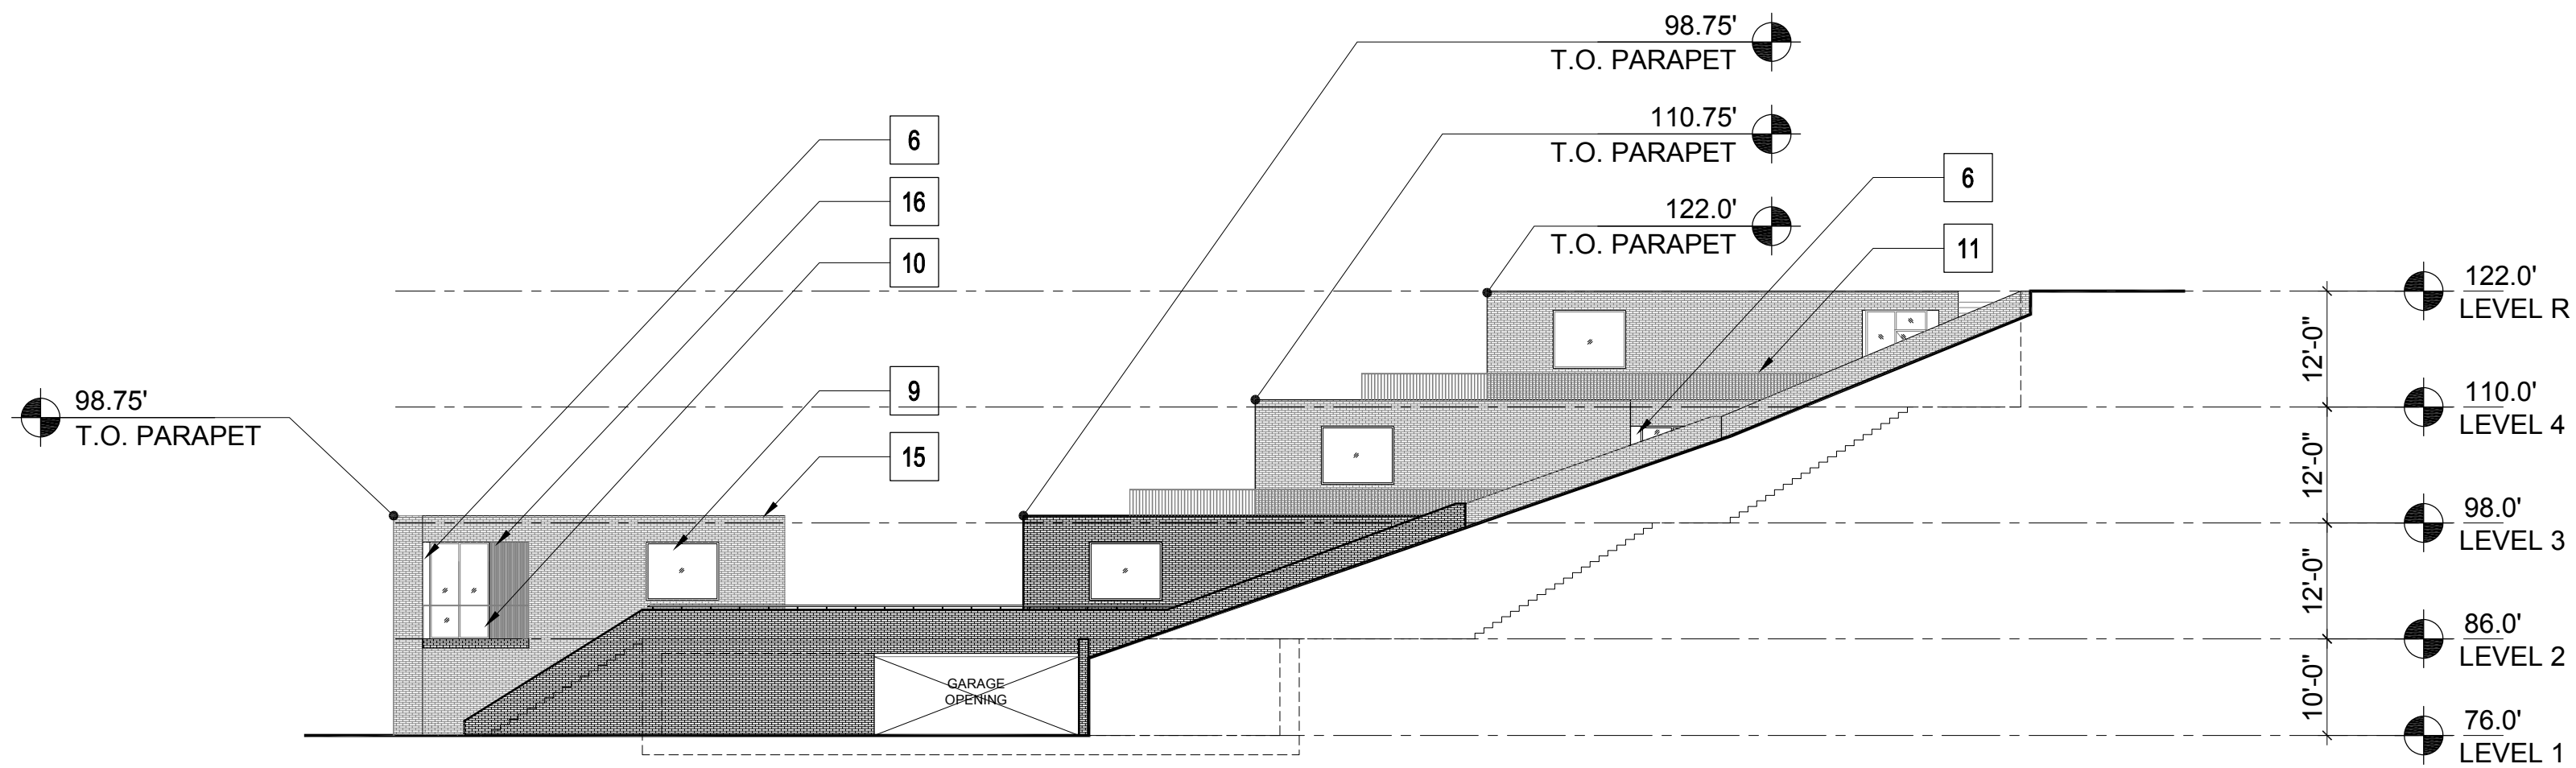 98.75'
T.O. PARAPET
110.75'
T.O. PARAPET
122.0'
T.O. PARAPET
6
16
10
9
15
6
11
98.75'
T.O. PARAPET
GARAGE
OPENING
12'-0"
12'-0"
12'-0"
10'-0"
122.0'
LEVEL R
110.0'
LEVEL 4
98.0'
LEVEL 3
86.0'
LEVEL 2
76.0'
LEVEL 1